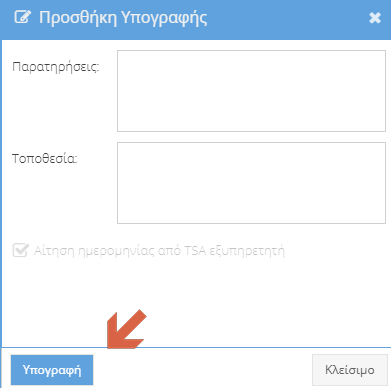 Προσθήκη Υπογραφής
Παρατηρήσεις:
Τοποθεσία:
Αίτηση ημερομηνίας από TSA εξυπηρετητή
Υπογραφή
Κλείσιμο